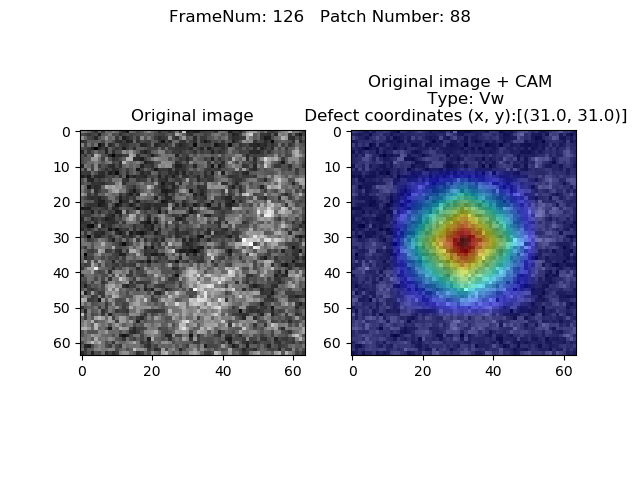 FrameNum: 126   Patch Number: 88
Original image
Original image + CAM
Type: Vw
Defect coordinates (x, y):[(31.0, 31.0)]
0
10
20
30
40
50
60
0 20 40 60
0
10
20
30
40
50
60
0 20 40 60